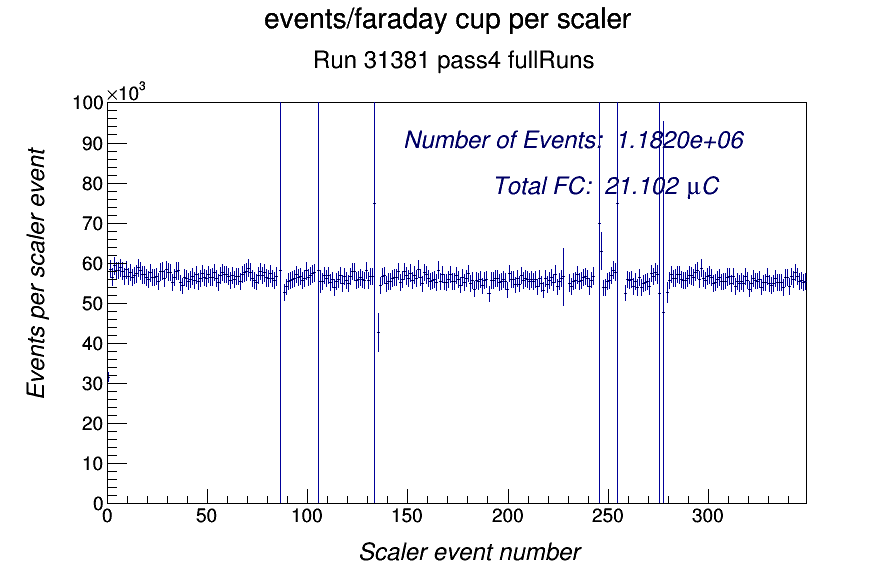 events/faraday cup per scaler
Run 31381 pass4 fullRuns
×10³
100
90
80
70
60
50
40
30
20
10
0
Events per scaler event
Number of Events: 1.1820e+06
Total FC: 21.102 μC
0 50 100 150 200 250 300
Scaler event number